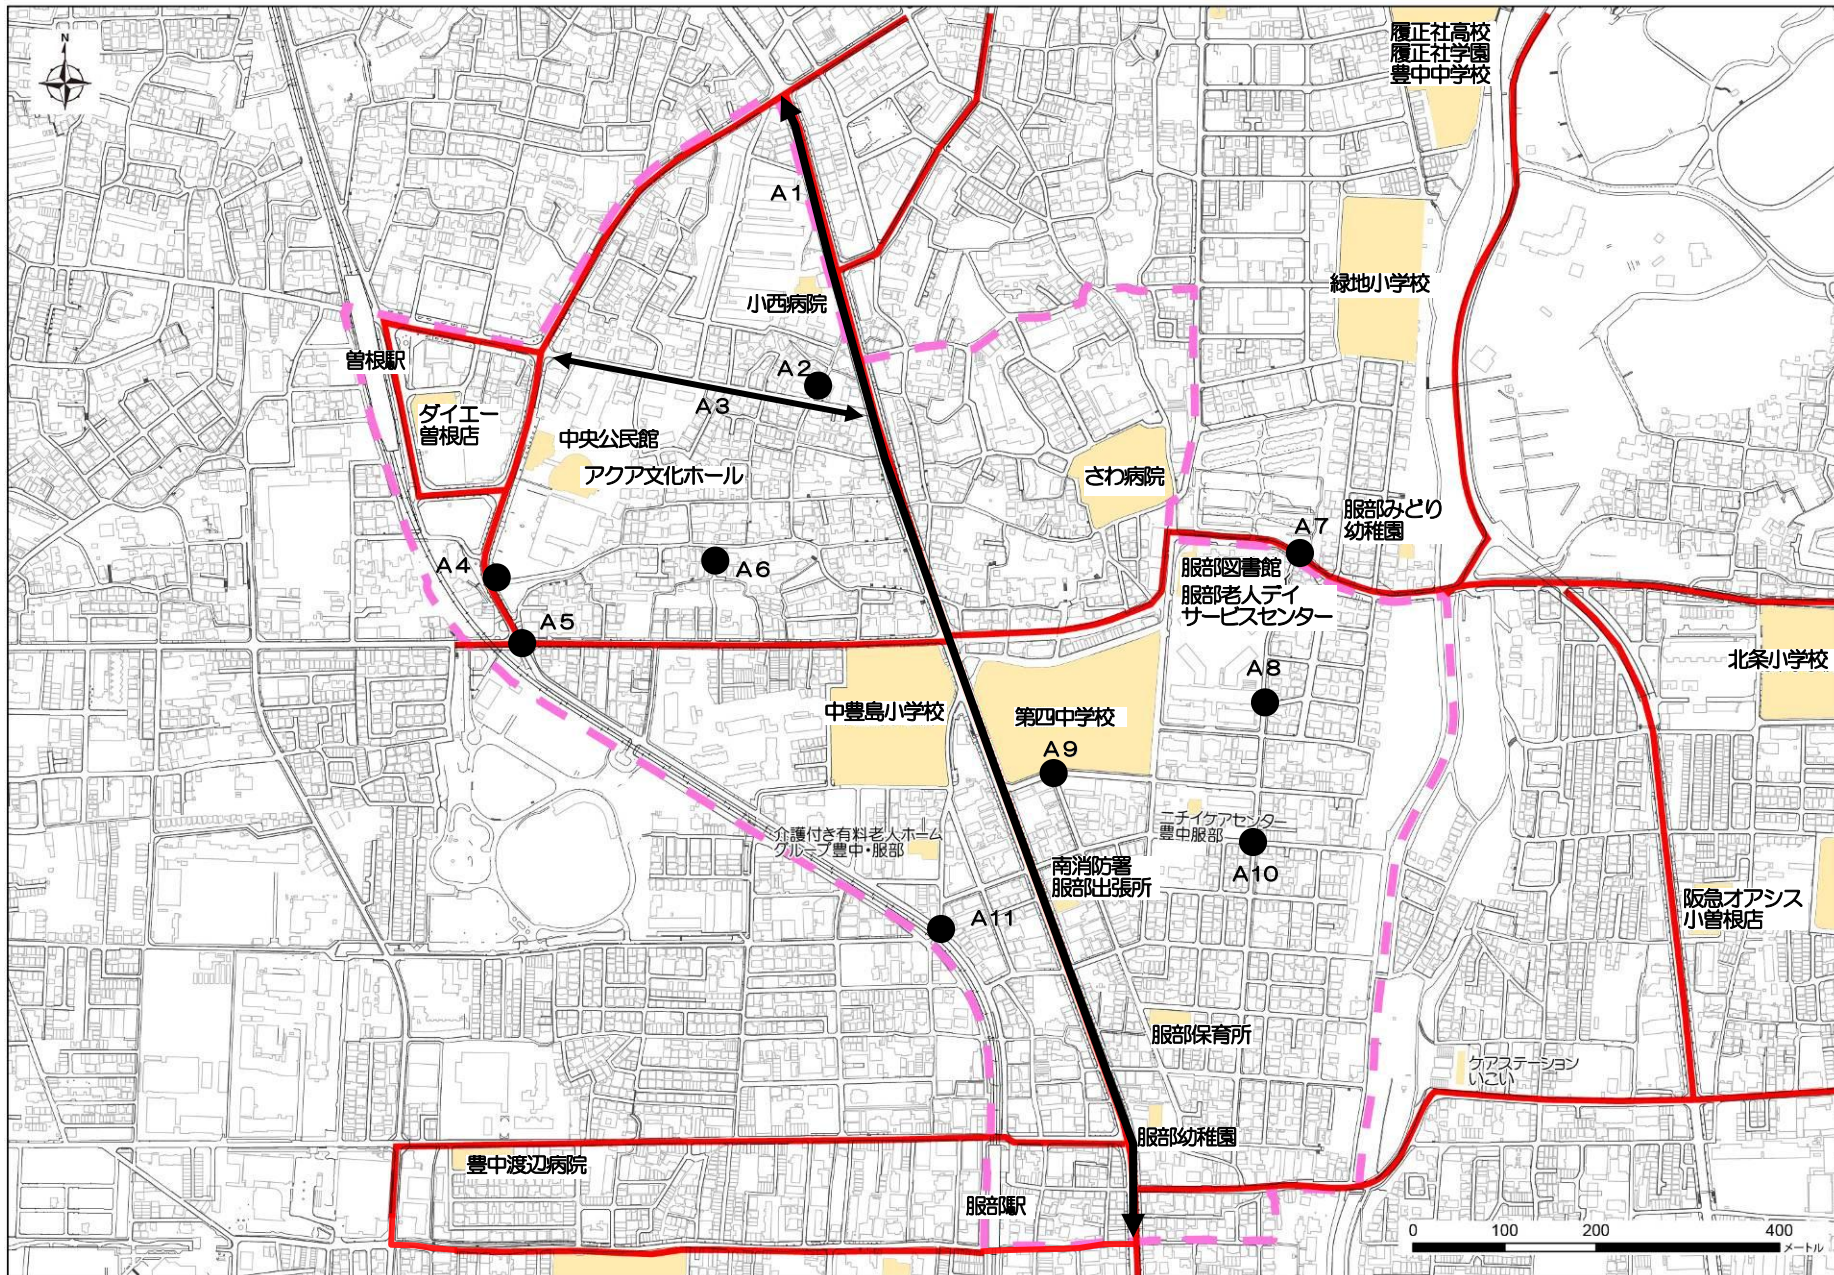 N
履正社高校
履正社学園
豊中中学校
A1
緑地小学校
小西病院
曽根駅
A2
A3
ダイエー
曽根店
中央公民館
アクア文化ホール
さわ病院
服部みどり
幼稚園
A7
A4
A6
服部図書館
服部老人デイ
サービスセンター
A5
北条小学校
A8
中豊島小学校
第四中学校
A9
介護付き有料老人ホーム
グループ豊中・服部
ニチイケアセンター
豊中服部
A10
南消防署
服部出張所
阪急オアシス
小曽根店
A11
服部保育所
ケアステーション
いこい
服部幼稚園
豊中渡辺病院
服部駅
0 100 200 400
メートル